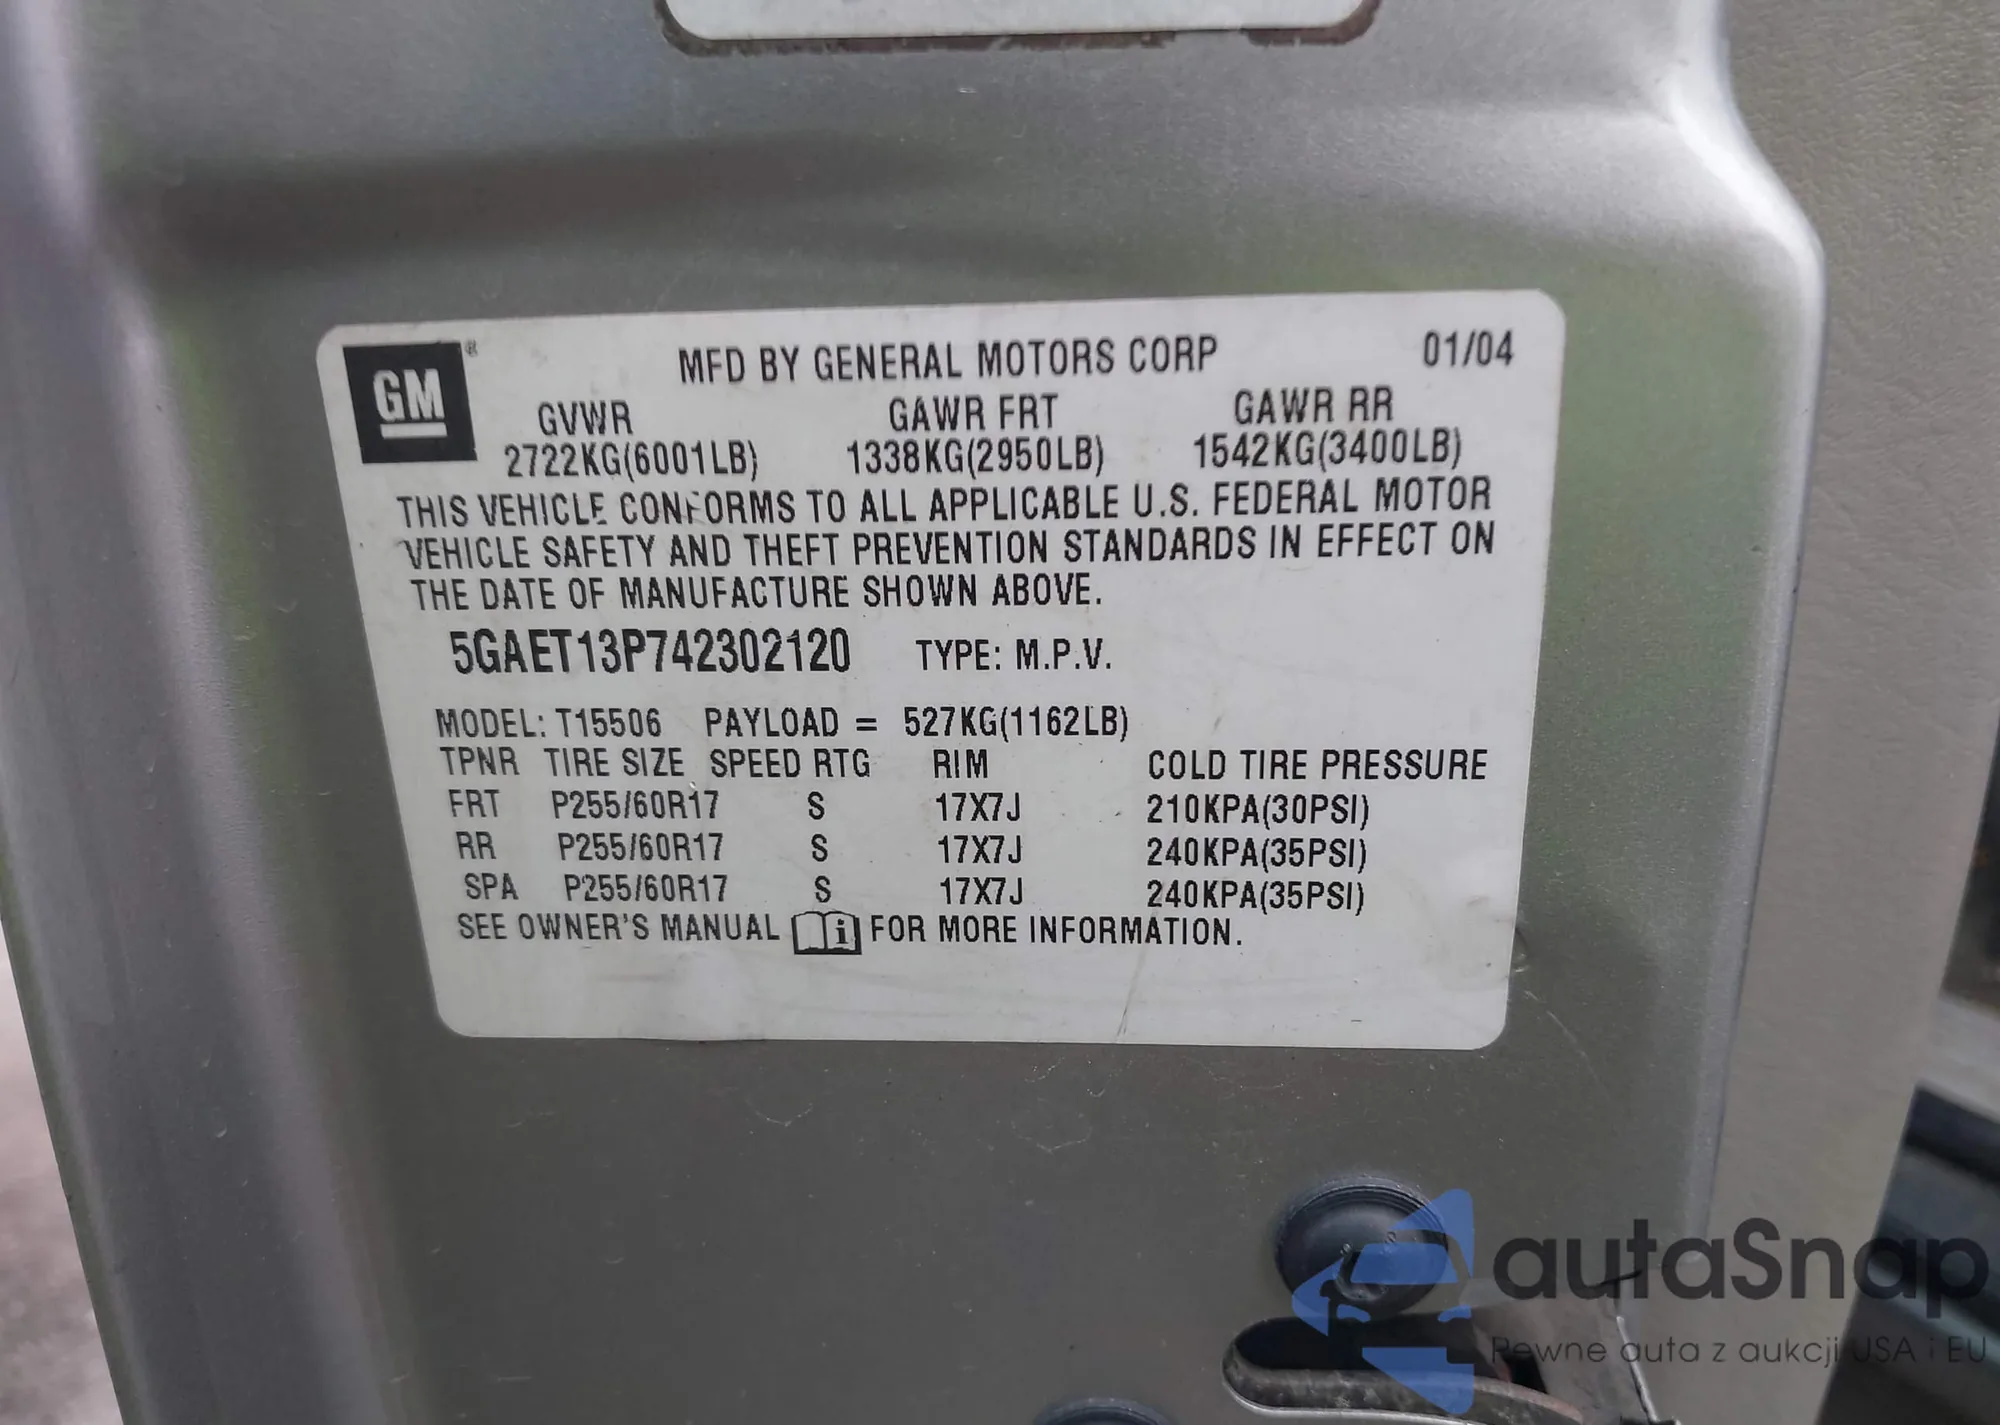 GM®
MFD BY GENERAL MOTORS CORP 01/04
GVWR GAWR FRT GAWR RR
2722KG(6001LB) 1338KG(2950LB) 1542KG(3400LB)
THIS VEHICLE CONFORMS TO ALL APPLICABLE U.S. FEDERAL MOTOR
VEHICLE SAFETY AND THEFT PREVENTION STANDARDS IN EFFECT ON
THE DATE OF MANUFACTURE SHOWN ABOVE.
5GAET13P742302120 TYPE: M.P.V.
MODEL: T15506 PAYLOAD = 527KG(1162LB)
TPNR TIRE SIZE SPEED RTG RIM COLD TIRE PRESSURE
FRT P255/60R17 S 17X7J 210KPA(30PSI)
RR P255/60R17 S 17X7J 240KPA(35PSI)
SPA P255/60R17 S 17X7J 240KPA(35PSI)
SEE OWNER'S MANUAL i FOR MORE INFORMATION.
autaSnap
Pewne auta z aukcji USA i EU